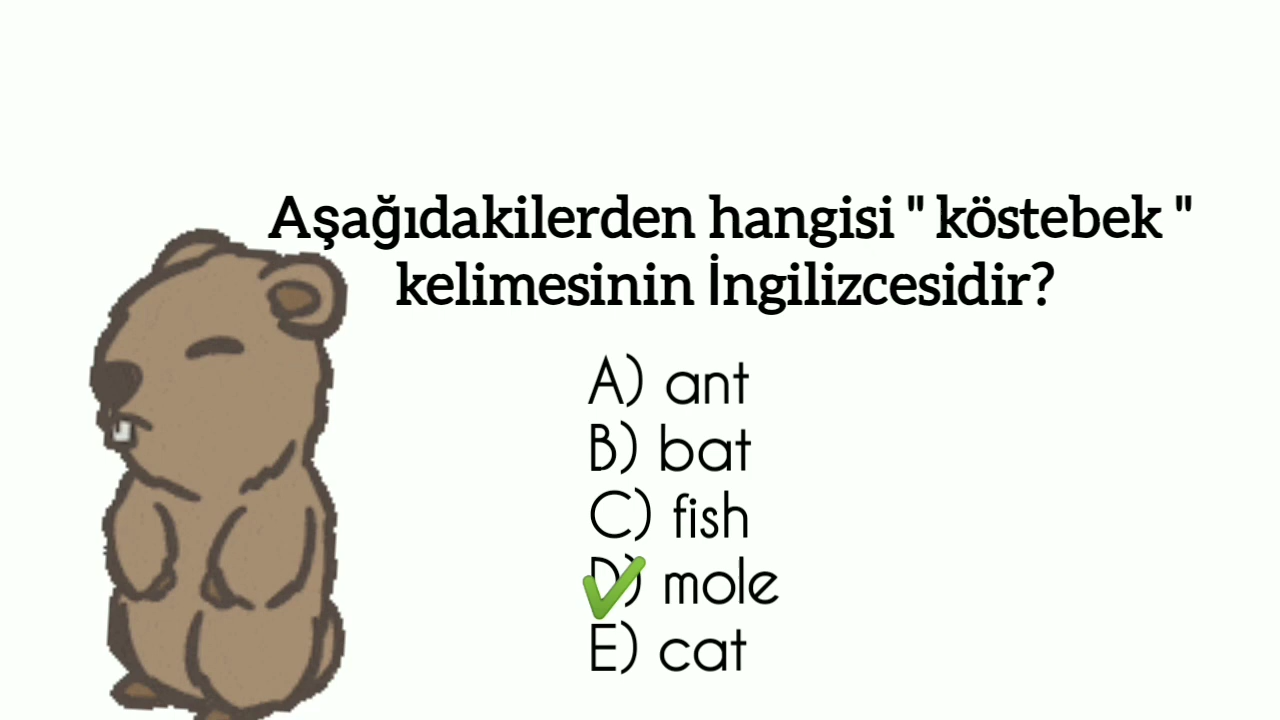 Aşağıdakilerden hangisi " köstebek "
kelimesinin İngilizcesidir?
A) ant
B) bat
C) fish
D) mole
E) cat